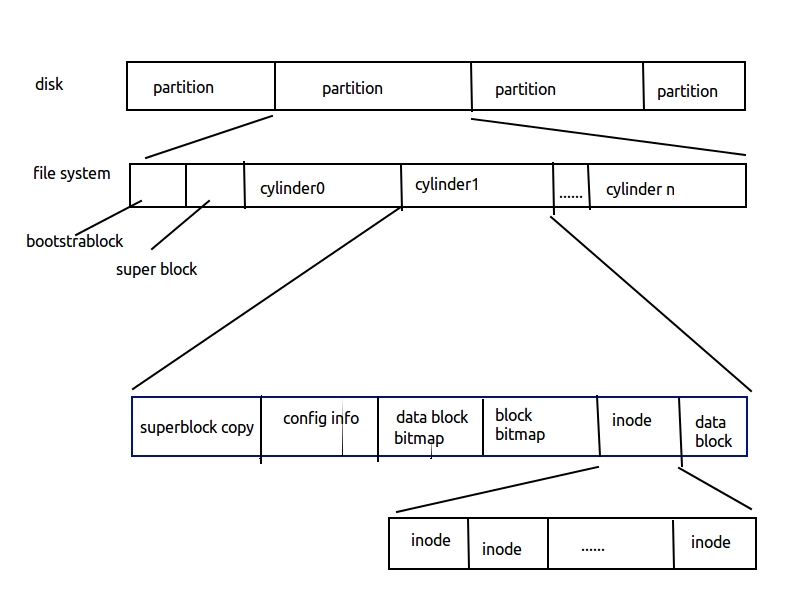 disk
partition
partition
partition
partition
file system
cylinder0
cylinder1
......
cylinder n
bootstrablock
super block
superblock copy
config info
data block
bitmap
block
bitmap
inode
data
block
inode
inode
......
inode